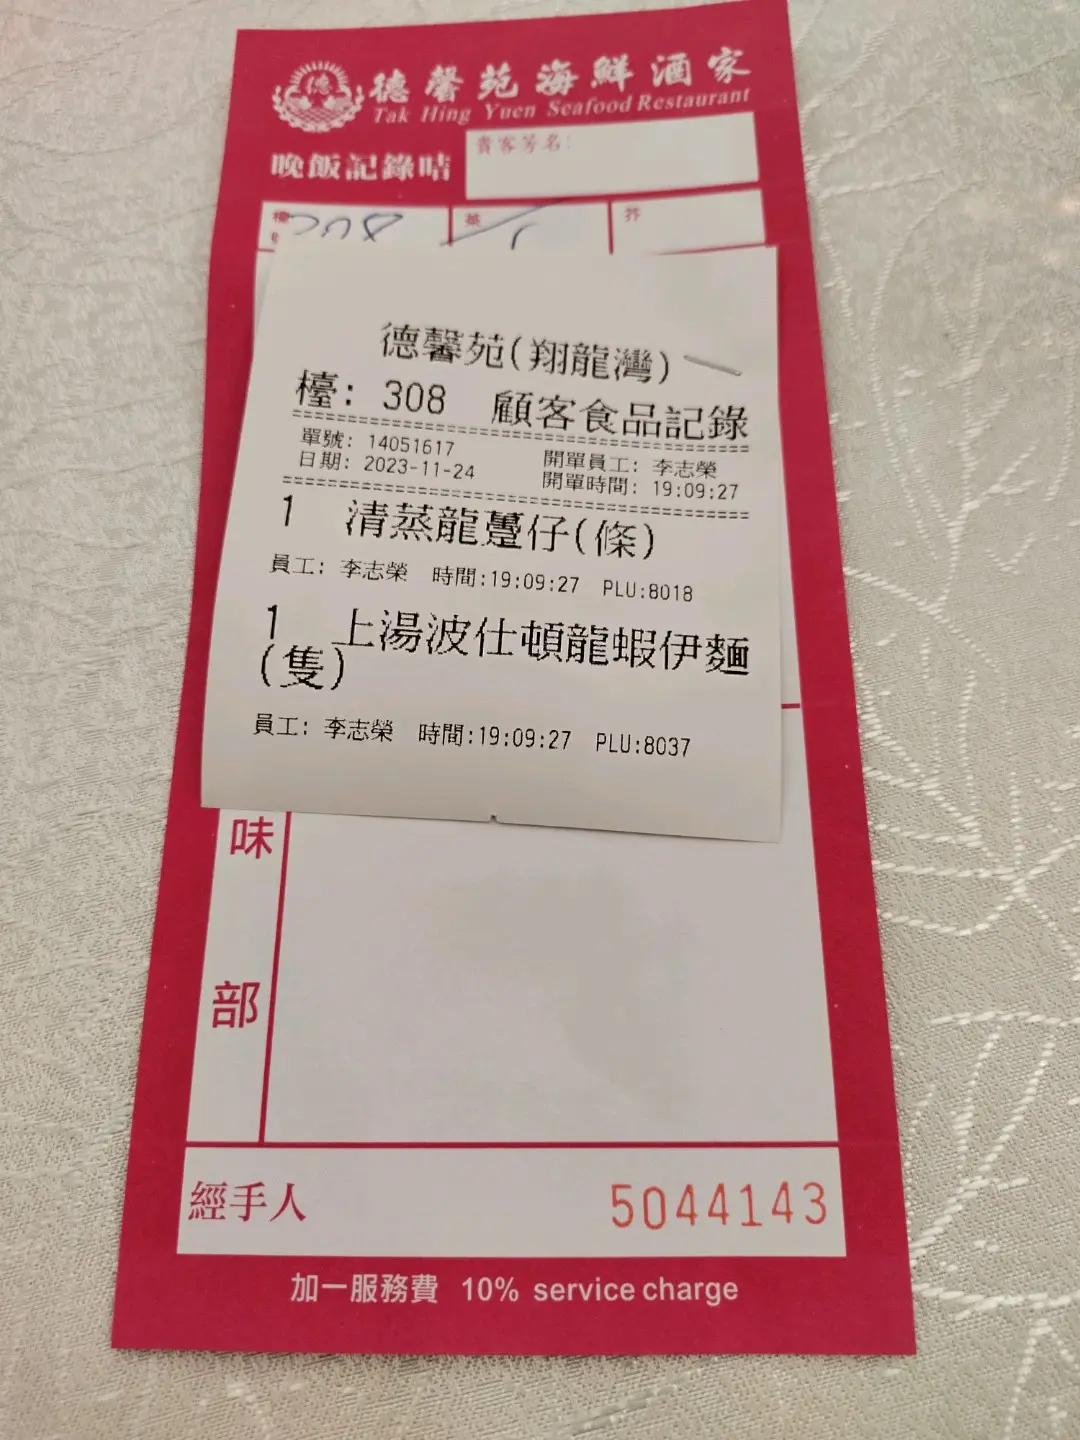 德馨苑海鮮酒家
Tak Hing Yuen Seafood Restaurant
德
貴客芳名:
晚飯記錄咭
檯
茶
芥
308
德馨苑(翔龍灣)
檯: 308 顧客食品記錄
單號: 14051617 開單員工: 李志榮
日期: 2023-11-24 開單時間: 19:09:27
1 清蒸龍躉仔(條)
員工: 李志榮 時間:19:09:27 PLU:8018
1 上湯波仕頓龍蝦伊麵
(隻)
員工: 李志榮 時間:19:09:27 PLU:8037
味
部
經手人
5044143
加一服務費 10% service charge